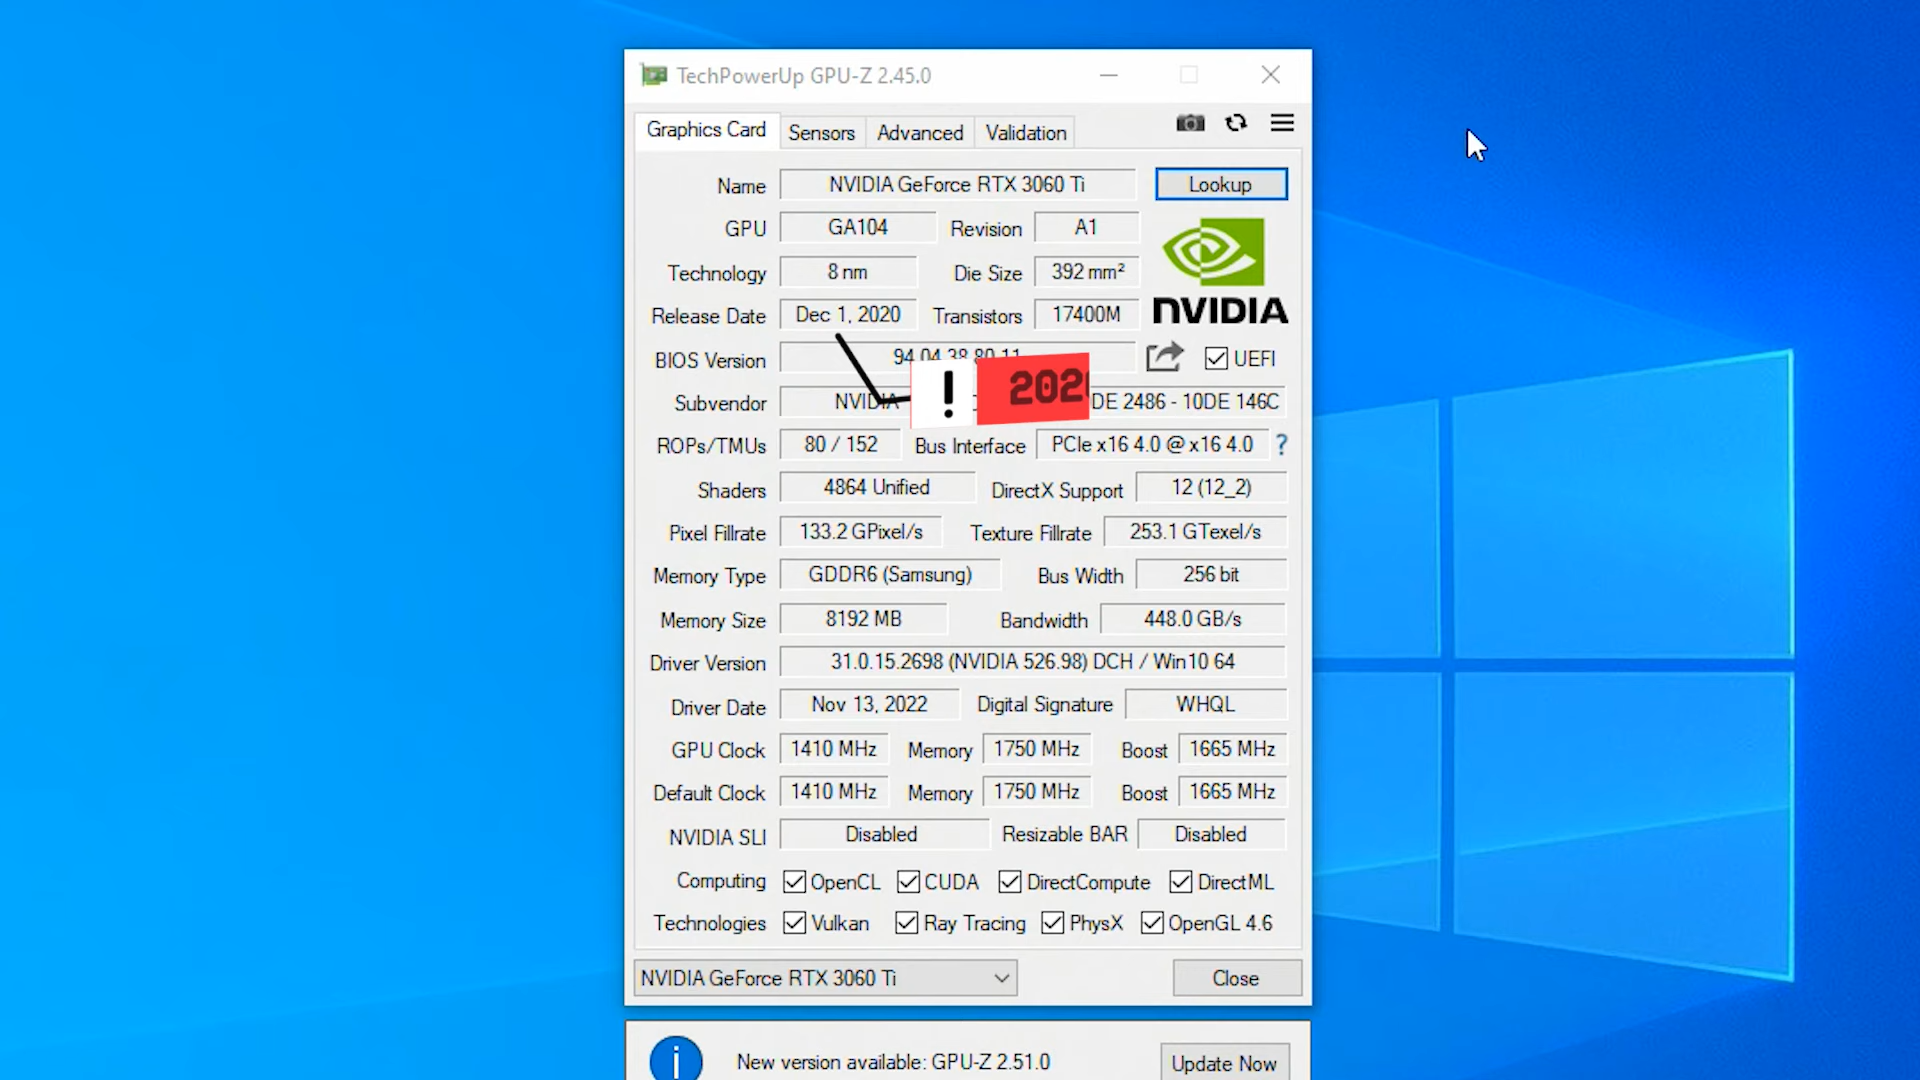 TechPowerUp GPU-Z 2.45.0
Graphics Card Sensors Advanced Validation
Name NVIDIA GeForce RTX 3060 Ti Lookup
GPU GA104 Revision A1
Technology 8 nm Die Size 392 mm²
Release Date Dec 1, 2020 Transistors 17400M
NVIDIA
BIOS Version 94.04.38.80.11 UEFI
! 202
Subvendor NVIDIA DE 2486 - 10DE 146C
ROPs/TMUs 80 / 152 Bus Interface PCIe x16 4.0 @ x16 4.0 ?
Shaders 4864 Unified DirectX Support 12 (12_2)
Pixel Fillrate 133.2 GPixel/s Texture Fillrate 253.1 GTexel/s
Memory Type GDDR6 (Samsung) Bus Width 256 bit
Memory Size 8192 MB Bandwidth 448.0 GB/s
Driver Version 31.0.15.2698 (NVIDIA 526.98) DCH / Win10 64
Driver Date Nov 13, 2022 Digital Signature WHQL
GPU Clock 1410 MHz Memory 1750 MHz Boost 1665 MHz
Default Clock 1410 MHz Memory 1750 MHz Boost 1665 MHz
NVIDIA SLI Disabled Resizable BAR Disabled
Computing OpenCL CUDA DirectCompute DirectML
Technologies Vulkan Ray Tracing PhysX OpenGL 4.6
NVIDIA GeForce RTX 3060 Ti Close
New version available: GPU-Z 2.51.0 Update Now